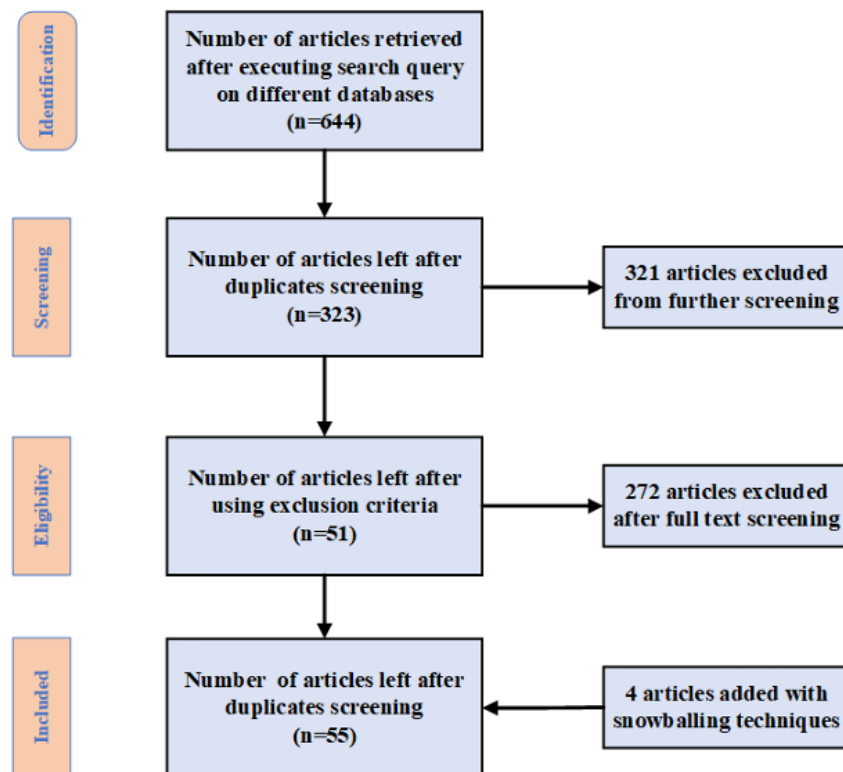 Identification
Number of articles retrieved
after executing search query
on different databases
(n=644)
Screening
Number of articles left after
duplicates screening
(n=323)
321 articles excluded
from further screening
Eligibility
Number of articles left after
using exclusion criteria
(n=51)
272 articles excluded
after full text screening
Included
Number of articles left after
duplicates screening
(n=55)
4 articles added with
snowballing techniques